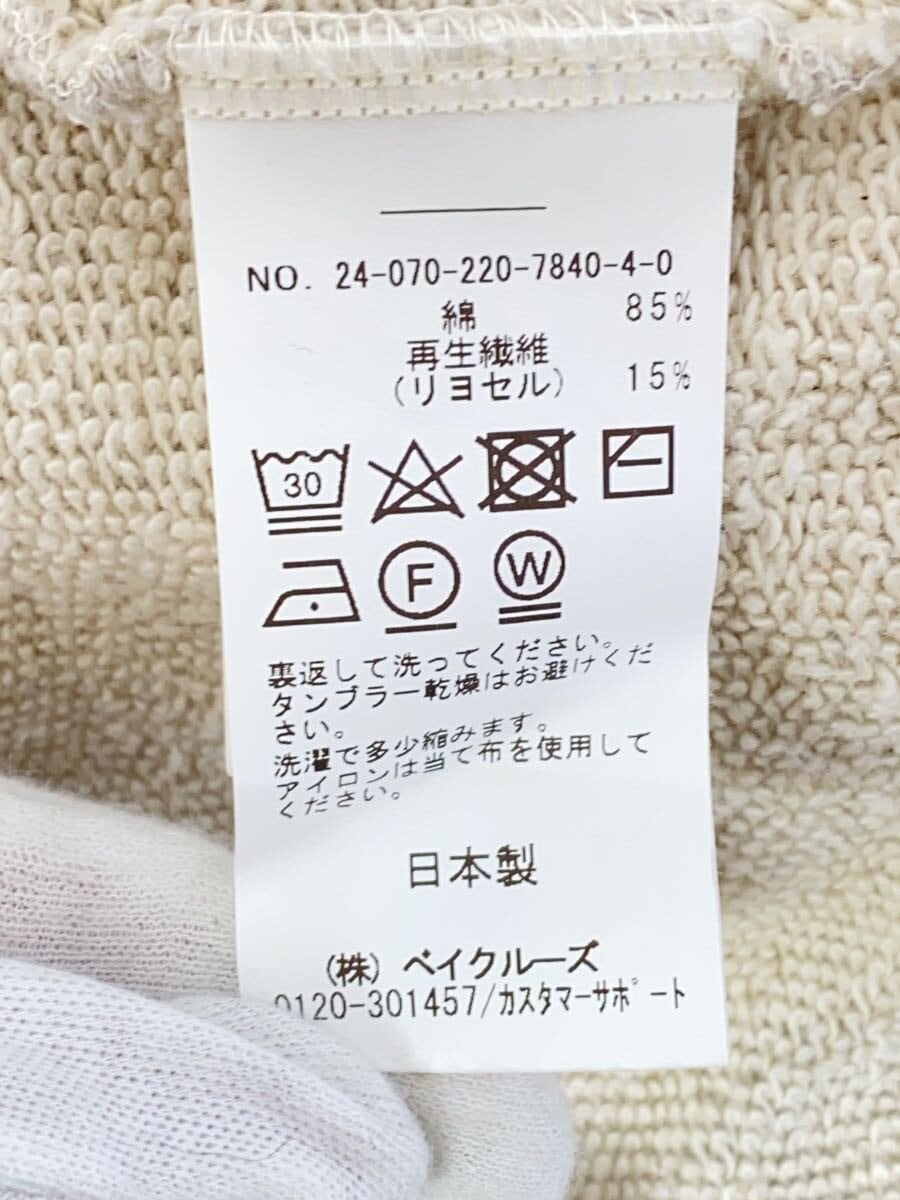 NO. 24-070-220-7840-4-0
綿 85%
再生繊維
(リヨセル) 15%
30
F W
裏返して洗ってください。
タンブラー乾燥はお避けくだ
さい。
洗濯で多少縮みます。
アイロンは当て布を使用して
ください。
日本製
(株) ベイクルーズ
0120-301457/カスタマーサポート